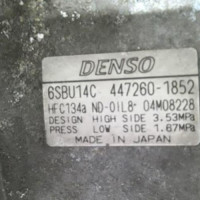 DENSO
6SBU14C 447260-1852
HFC134a ND-OIL8• 04M08228
DESIGN HIGH SIDE 3.53MPa
PRESS LOW SIDE 1.67MPa
MADE IN JAPAN